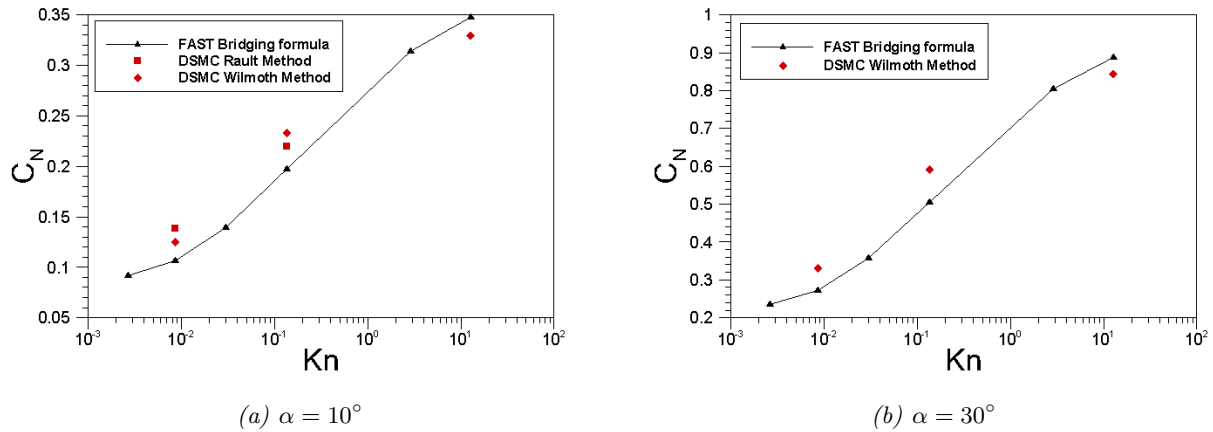 0.35
0.3
0.25
0.2
0.15
0.1
0.05
C_N
FAST Bridging formula
DSMC Rault Method
DSMC Wilmoth Method
10^-3
10^-2
10^-1
10^0
10^1
10^2
Kn
(a) α = 10°
1
0.9
0.8
0.7
0.6
0.5
0.4
0.3
0.2
C_N
FAST Bridging formula
DSMC Wilmoth Method
10^-3
10^-2
10^-1
10^0
10^1
10^2
Kn
(b) α = 30°